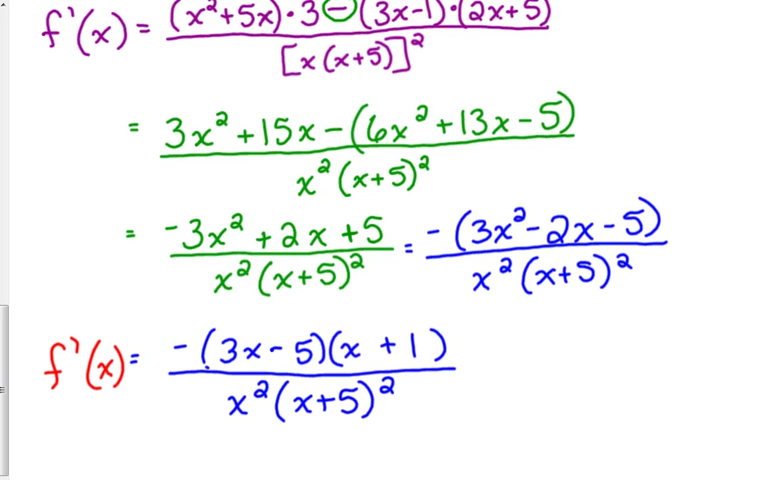 f'(x) = (x²+5x)·3 − (3x-1)·(2x+5) / [x(x+5)]²
= 3x² + 15x − (6x² + 13x − 5) / x²(x+5)²
= -3x² + 2x + 5 / x²(x+5)² = -(3x² - 2x - 5) / x²(x+5)²
f'(x) = -(3x - 5)(x + 1) / x²(x+5)²